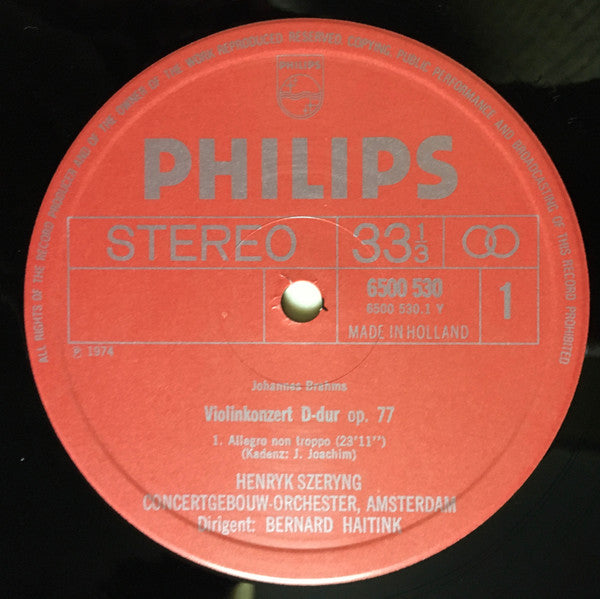 ALL RIGHTS OF THE RECORD PRODUCER AND OF THE OWNER OF THE WORK REPRODUCED RESERVED. COPYING, PUBLIC PERFORMANCE AND BROADCASTING OF THIS RECORD PROHIBITED
PHILIPS
PHILIPS
STEREO 33 1/3
6500 530
6500 530.1 Y
1
MADE IN HOLLAND
℗ 1974
Johannes Brahms
Violinkonzert D-dur op. 77
1. Allegro non troppo (23'11")
(Kadenz: J. Joachim)
HENRYK SZERYNG
CONCERTGEBOUW-ORCHESTER, AMSTERDAM
Dirigent: BERNARD HAITINK